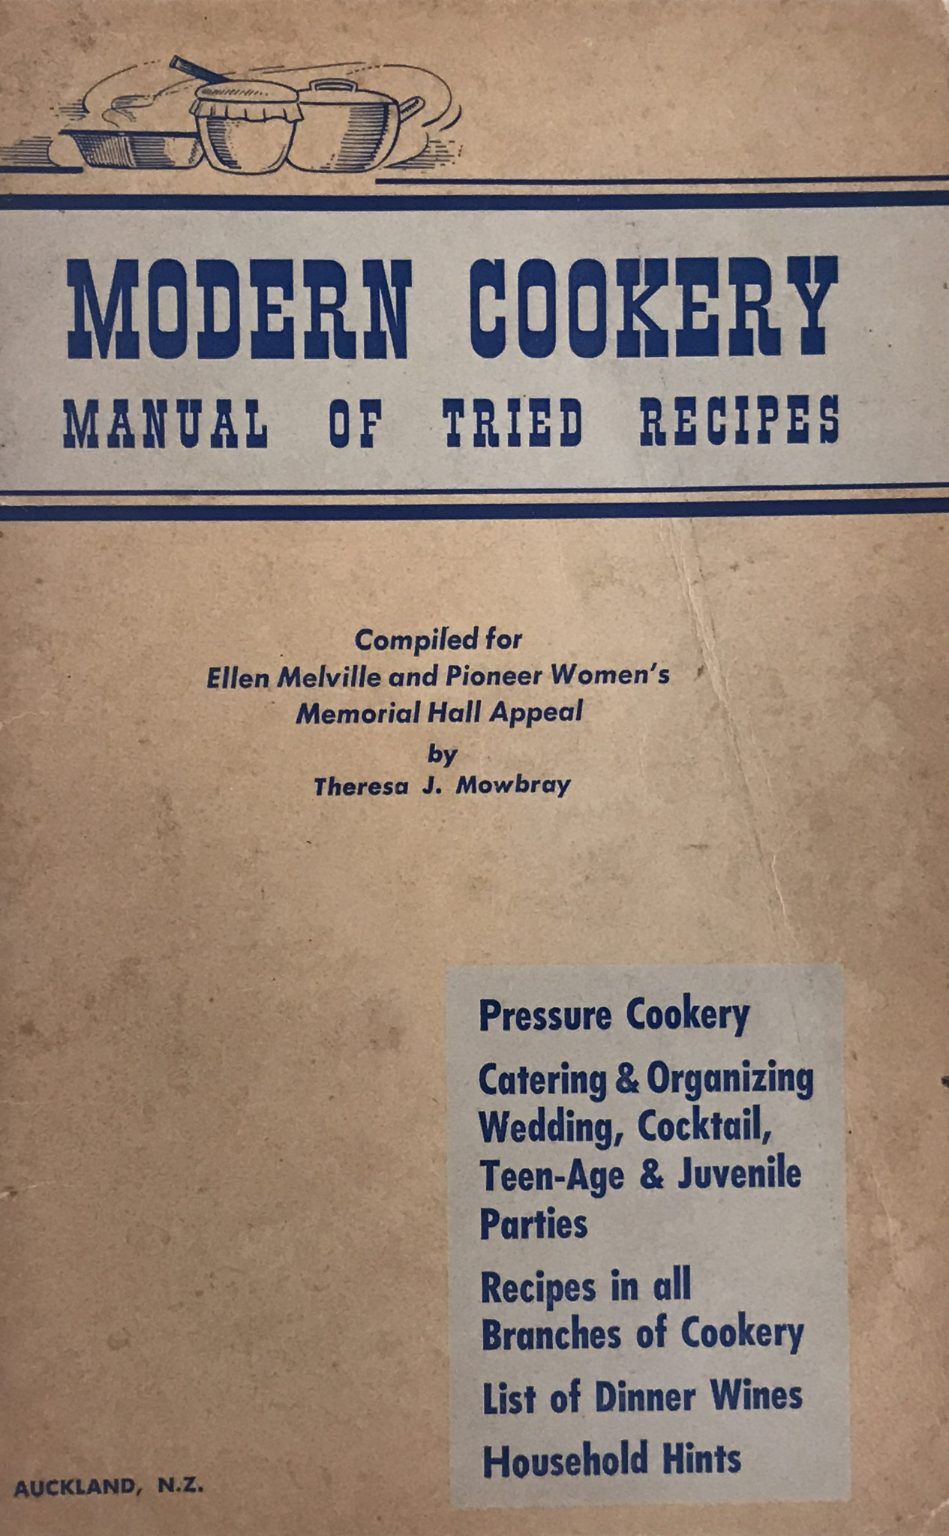 MODERN COOKERY
MANUAL OF TRIED RECIPES
Compiled for
Ellen Melville and Pioneer Women's
Memorial Hall Appeal
by
Theresa J. Mowbray
Pressure Cookery
Catering & Organizing
Wedding, Cocktail,
Teen-Age & Juvenile
Parties
Recipes in all
Branches of Cookery
List of Dinner Wines
Household Hints
AUCKLAND, N.Z.